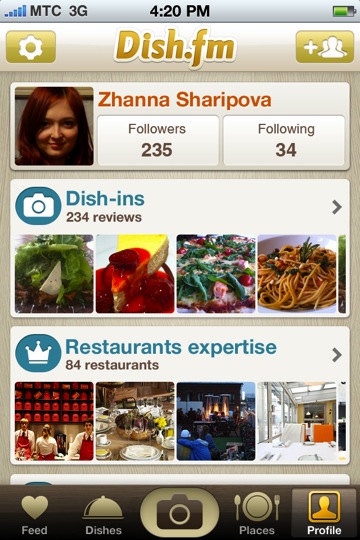 MTC 3G 4:20 PM
Dish.fm
Zhanna Sharipova
Followers
235
Following
34
Dish-ins
234 reviews
Restaurants expertise
84 restaurants
Feed
Dishes
Places
Profile